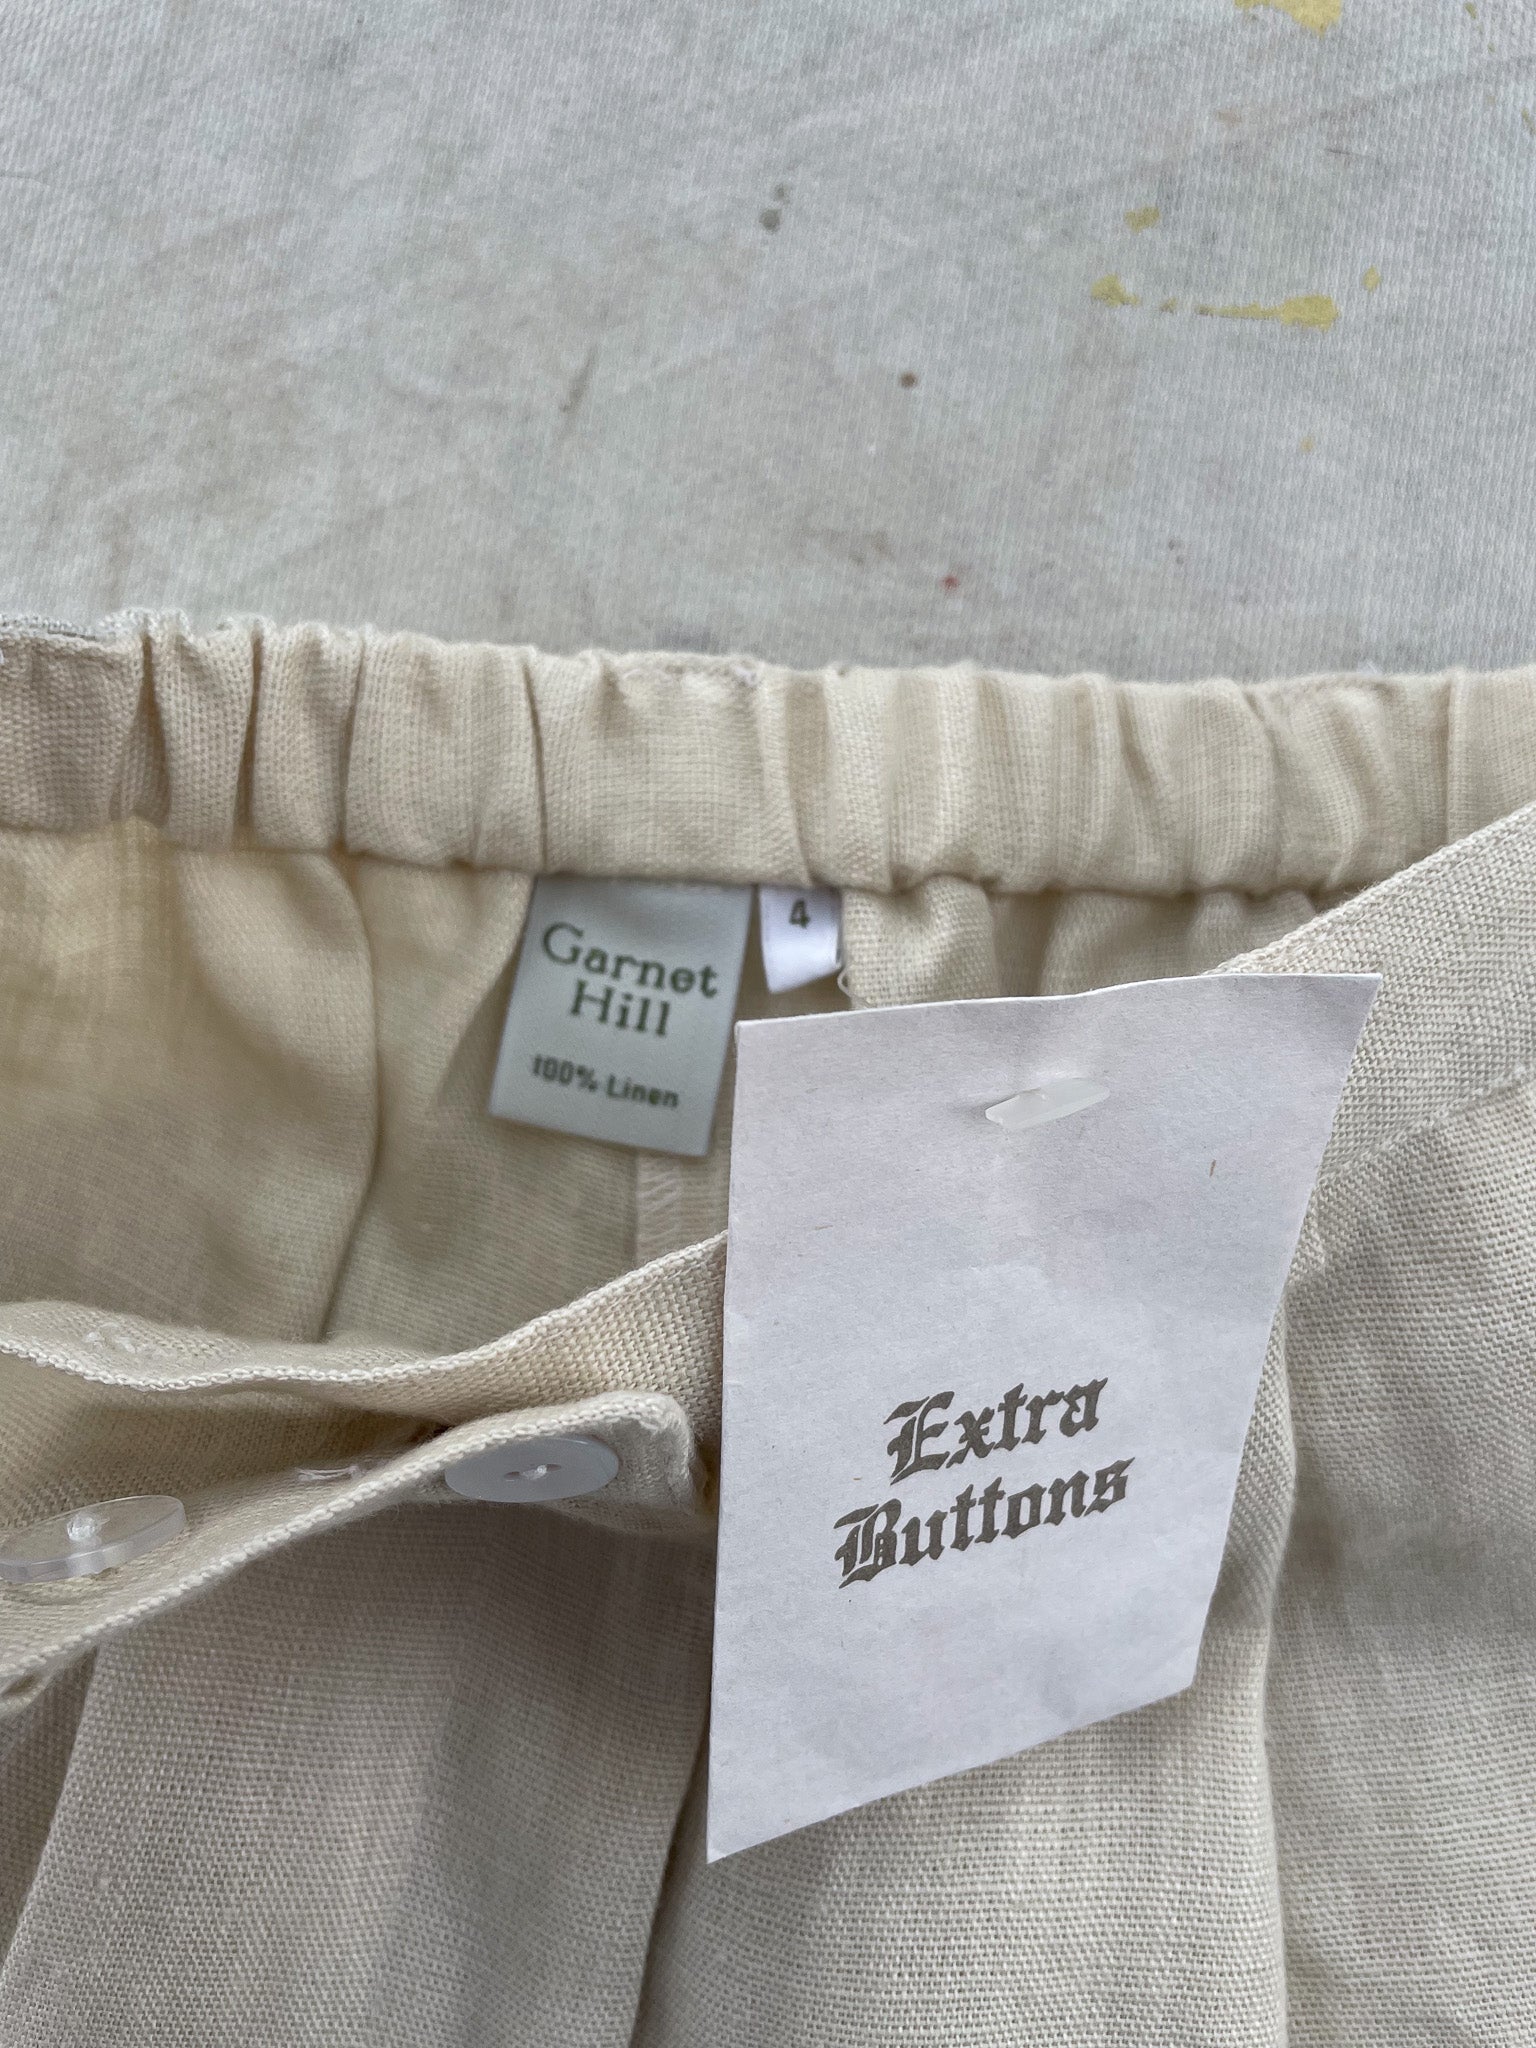 Garnet
Hill
100% Linen
4
Extra
Buttons